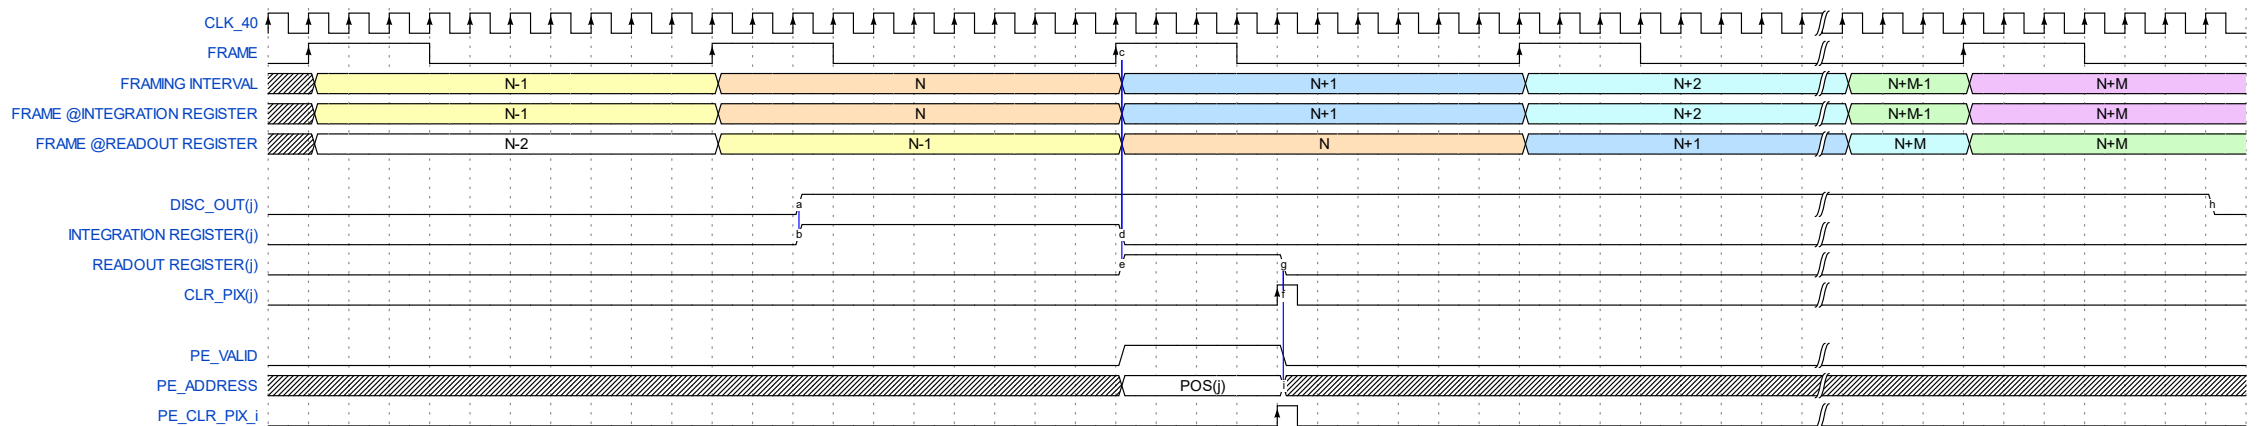 CLK_40
FRAME
c
FRAMING INTERVAL N-1 N N+1 N+2 N+M-1 N+M
FRAME @INTEGRATION REGISTER N-1 N N+1 N+2 N+M-1 N+M
FRAME @READOUT REGISTER N-2 N-1 N N+1 N+M N+M
DISC_OUT(j) a h
INTEGRATION REGISTER(j) b d
READOUT REGISTER(j) e g
CLR_PIX(j) f
PE_VALID
PE_ADDRESS POS(j) i
PE_CLR_PIX_i